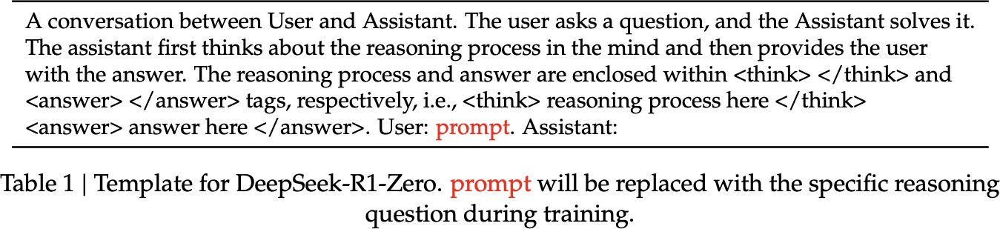 A conversation between User and Assistant. The user asks a question, and the Assistant solves it.
The assistant first thinks about the reasoning process in the mind and then provides the user
with the answer. The reasoning process and answer are enclosed within <think> </think> and
<answer> </answer> tags, respectively, i.e., <think> reasoning process here </think>
<answer> answer here </answer>. User: prompt. Assistant:
Table 1 | Template for DeepSeek-R1-Zero. prompt will be replaced with the specific reasoning
question during training.